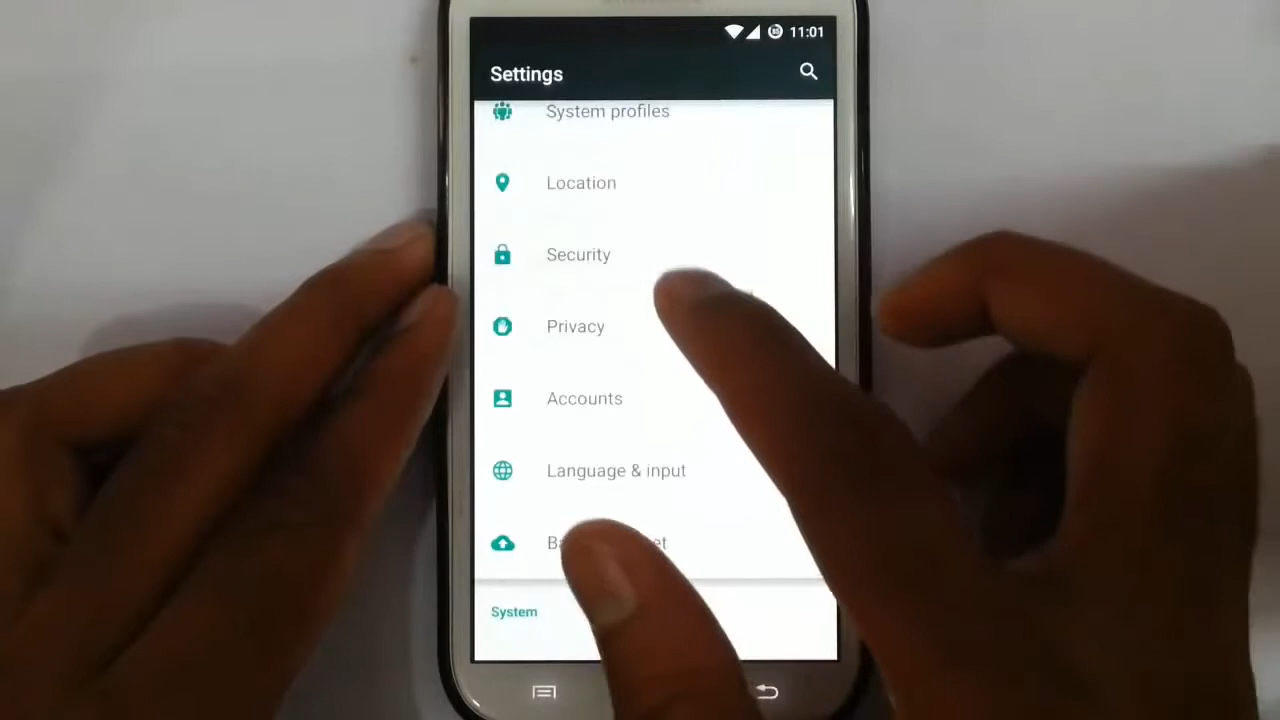 11:01
Settings
System profiles
Location
Security
Privacy
Accounts
Language & input
System